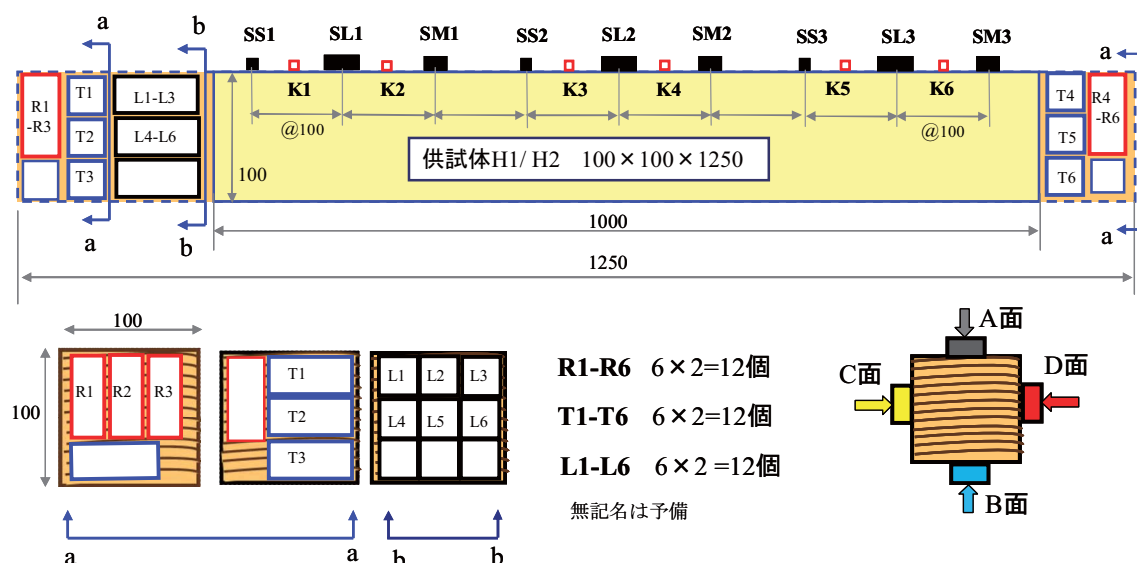 a
b
SS1
SL1
SM1
SS2
SL2
SM2
SS3
SL3
SM3
a
R1
-R3
T1
T2
T3
L1-L3
L4-L6
K1
K2
K3
K4
K5
K6
@100
@100
100
供試体H1/ H2 100×100×1250
T4
T5
T6
R4
-R6
a
b
a
1000
1250
100
100
R1
R2
R3
T1
T2
T3
L1
L2
L3
L4
L5
L6
a
a
b
b
R1-R6 6×2=12個
T1-T6 6×2=12個
L1-L6 6×2 =12個
無記名は予備
A面
C面
D面
B面